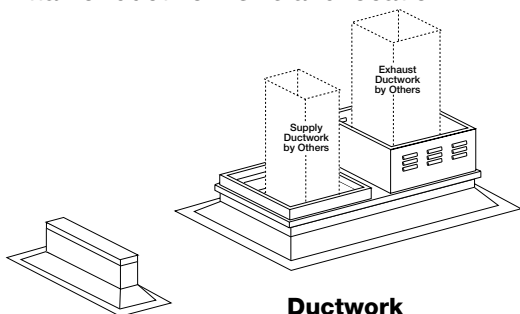 Exhaust
Ductwork
by Others
Supply
Ductwork
by Others
Ductwork